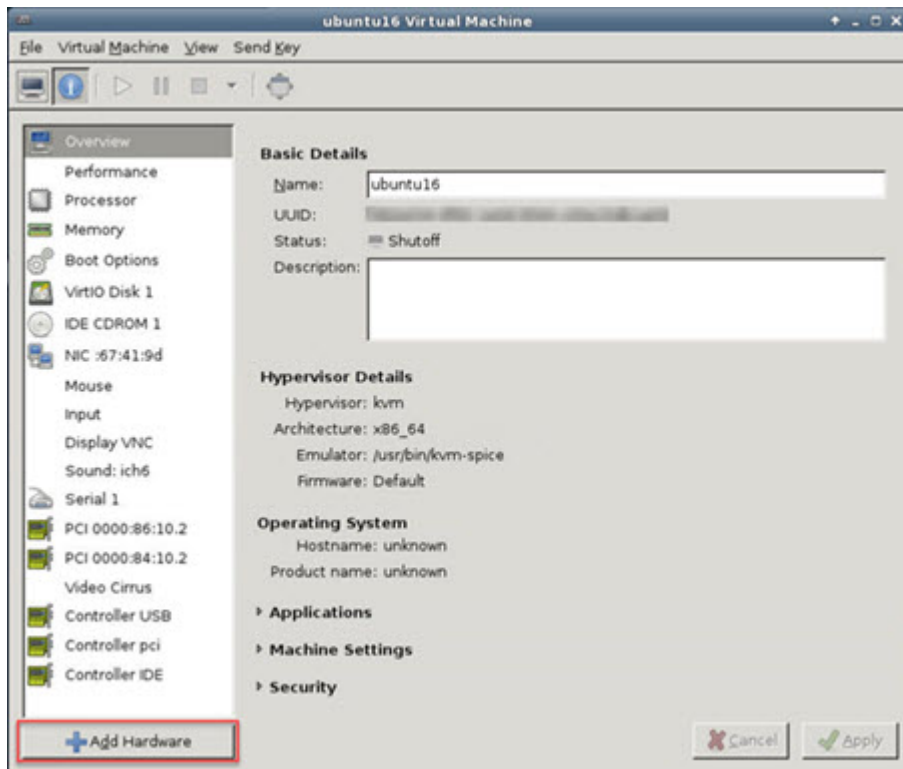 ubuntu16 Virtual Machine
File Virtual Machine View Send Key
Overview
Performance
Processor
Memory
Boot Options
VirtIO Disk 1
IDE CDROM 1
NIC :67:41:9d
Mouse
Input
Display VNC
Sound: ich6
Serial 1
PCI 0000:86:10.2
PCI 0000:84:10.2
Video Cirrus
Controller USB
Controller pci
Controller IDE
Add Hardware
Basic Details
Name: ubuntu16
UUID:
Status: Shutoff
Description:
Hypervisor Details
Hypervisor: kvm
Architecture: x86_64
Emulator: /usr/bin/kvm-spice
Firmware: Default
Operating System
Hostname: unknown
Product name: unknown
Applications
Machine Settings
Security
Cancel Apply